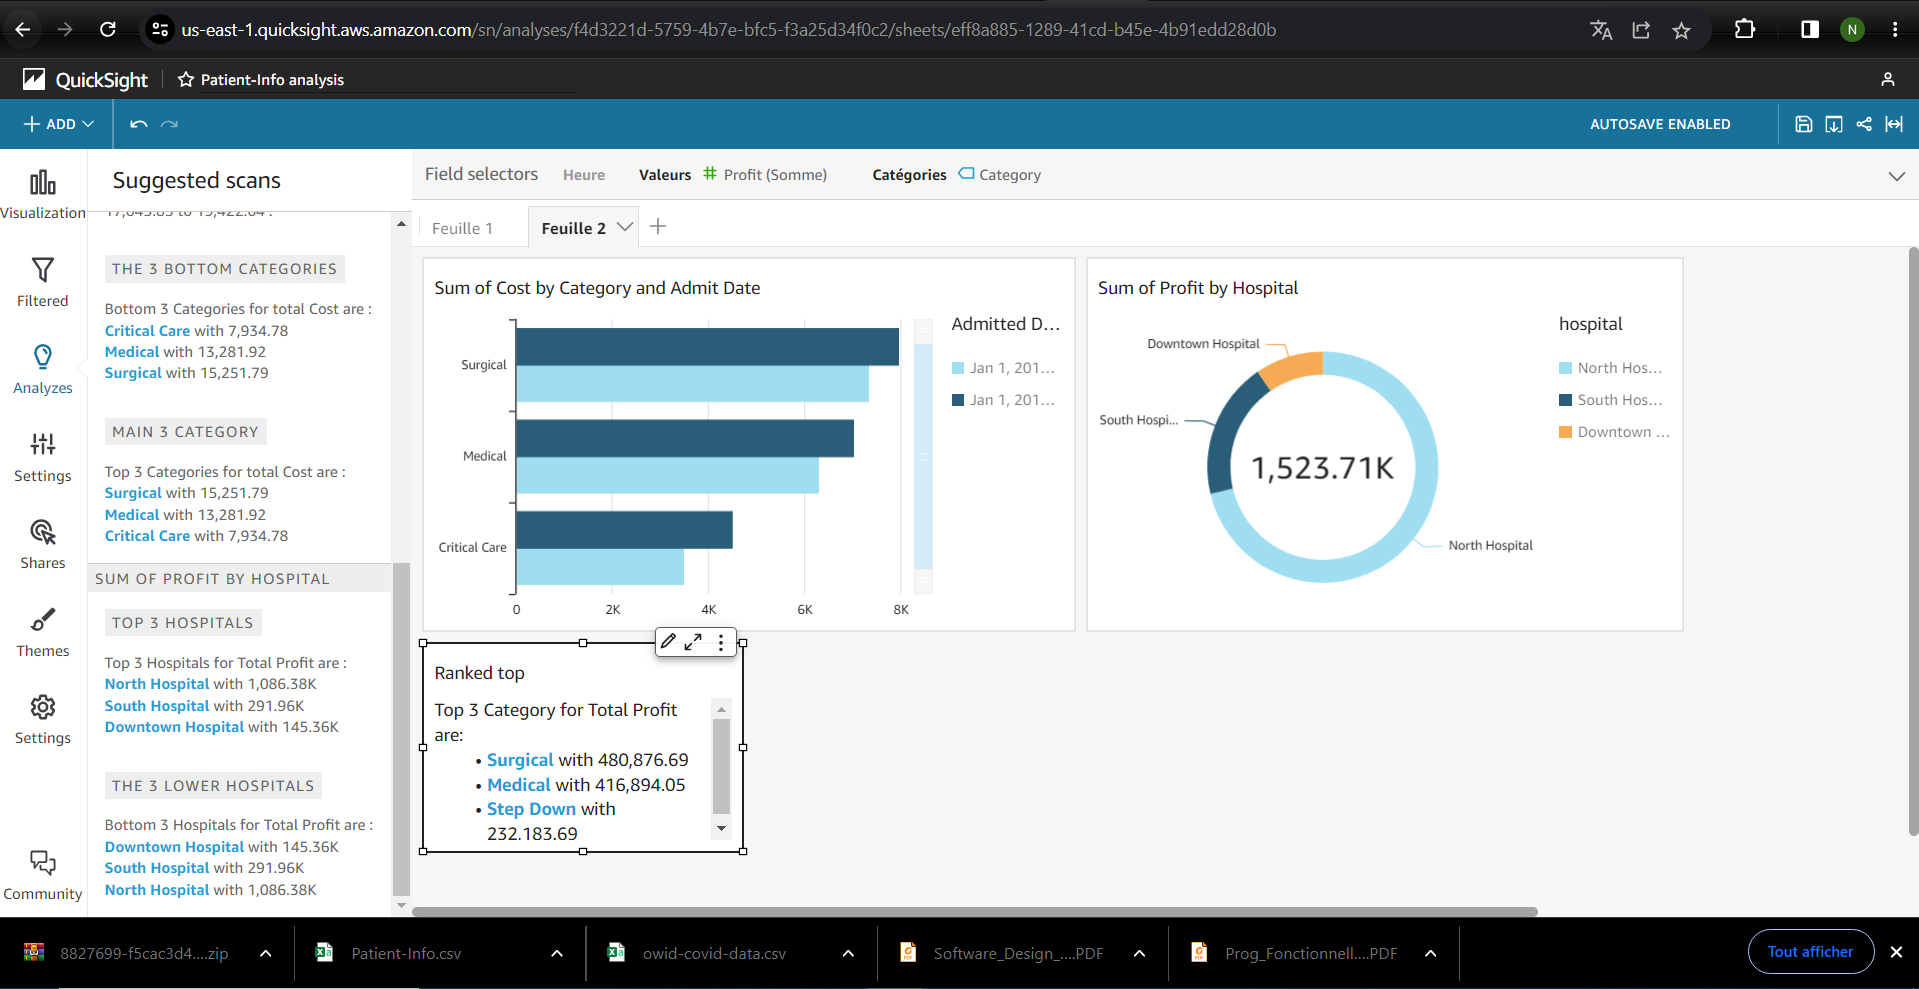 us-east-1.quicksight.aws.amazon.com/sn/analyses/f4d3221d-5759-4b7e-bfc5-f3a25d34f0c2/sheets/eff8a885-1289-41cd-b45e-4b91edd28d0b
N
QuickSight
Patient-Info analysis
ADD
AUTOSAVE ENABLED
Visualization
Filtered
Analyzes
Settings
Shares
Themes
Settings
Community
Suggested scans
17,045.83 to 15,422.64 .
THE 3 BOTTOM CATEGORIES
Bottom 3 Categories for total Cost are :
Critical Care with 7,934.78
Medical with 13,281.92
Surgical with 15,251.79
MAIN 3 CATEGORY
Top 3 Categories for total Cost are :
Surgical with 15,251.79
Medical with 13,281.92
Critical Care with 7,934.78
SUM OF PROFIT BY HOSPITAL
TOP 3 HOSPITALS
Top 3 Hospitals for Total Profit are :
North Hospital with 1,086.38K
South Hospital with 291.96K
Downtown Hospital with 145.36K
THE 3 LOWER HOSPITALS
Bottom 3 Hospitals for Total Profit are :
Downtown Hospital with 145.36K
South Hospital with 291.96K
North Hospital with 1,086.38K
Field selectors Heure Valeurs Profit (Somme) Catégories Category
Feuille 1 Feuille 2
Sum of Cost by Category and Admit Date
Surgical
Medical
Critical Care
0 2K 4K 6K 8K
Admitted D...
Jan 1, 201...
Jan 1, 201...
Sum of Profit by Hospital
Downtown Hospital
South Hospi...
1,523.71K
North Hospital
hospital
North Hos...
South Hos...
Downtown ...
Ranked top
Top 3 Category for Total Profit
are:
• Surgical with 480,876.69
• Medical with 416,894.05
• Step Down with
232,183.69
8827699-f5cac3d4....zip
Patient-Info.csv
owid-covid-data.csv
Software_Design_....PDF
Prog_Fonctionnell....PDF
Tout afficher